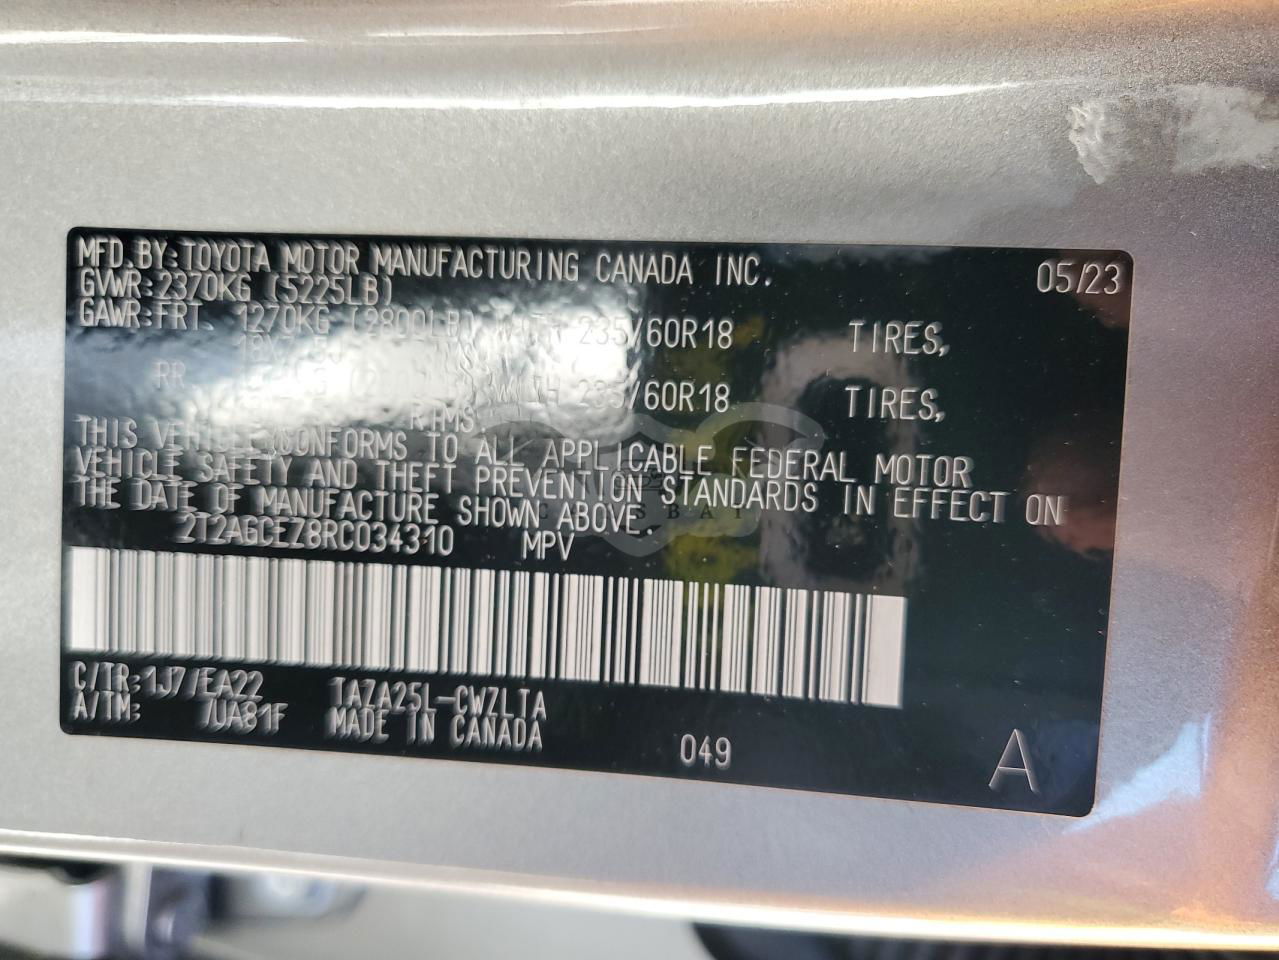 MFD.BY:TOYOTA MOTOR MANUFACTURING CANADA INC. 05/23
GVWR:2370KG (5225LB)
GAWR:FRT. 1270KG (2800LB) WITH 235/60R18 TIRES,
RR WITH 235/60R18 TIRES,
RIMS
THIS VEHICLE CONFORMS TO ALL APPLICABLE FEDERAL MOTOR
VEHICLE SAFETY AND THEFT PREVENTION STANDARDS IN EFFECT ON
THE DATE OF MANUFACTURE SHOWN ABOVE.
2T2AGCEZ8RC034310 MPV
C/TR:1J7/EA22 TAZA25L-CWZLTA
A/TM: /UA81F MADE IN CANADA
049
A